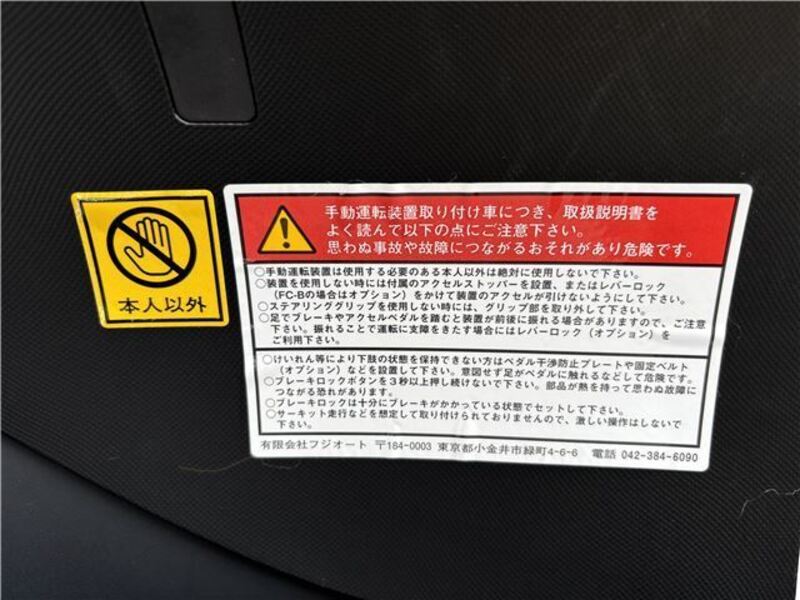 本人以外
手動運転装置取り付け車につき、取扱説明書を
よく読んで以下の点にご注意下さい。
思わぬ事故や故障につながるおそれがあり危険です。
○手動運転装置は使用する必要のある本人以外は絶対に使用しないで下さい。
○装置を使用しない時には付属のアクセルストッパーを設置、またはレバーロック
(FC-Bの場合はオプション)をかけて装置のアクセルが引けないようにして下さい。
○ステアリンググリップを使用しない時には、グリップ部を取り外して下さい。
○足でブレーキやアクセルペダルを踏むと装置が前後に振れる場合がありますので、ご注意
下さい。振れることで運転に支障をきたす場合にはレバーロック(オプション)を
ご利用下さい。
○けいれん等により下肢の状態を保持できない方はペダル干渉防止プレートや固定ベルト
(オプション)などを設置して下さい。意図せず足がペダルに触れるなどして危険です。
○ブレーキロックボタンを3秒以上押し続けないで下さい。部品が熱を持って思わぬ故障に
つながる恐れがあります。
○ブレーキロックは十分にブレーキがかかっている状態でセットして下さい。
○サーキット走行などを想定して取り付けられておりませんので、激しい操作はしないで
下さい。
有限会社フジオート 〒184-0003 東京都小金井市緑町4-6-6 電話 042-384-6090